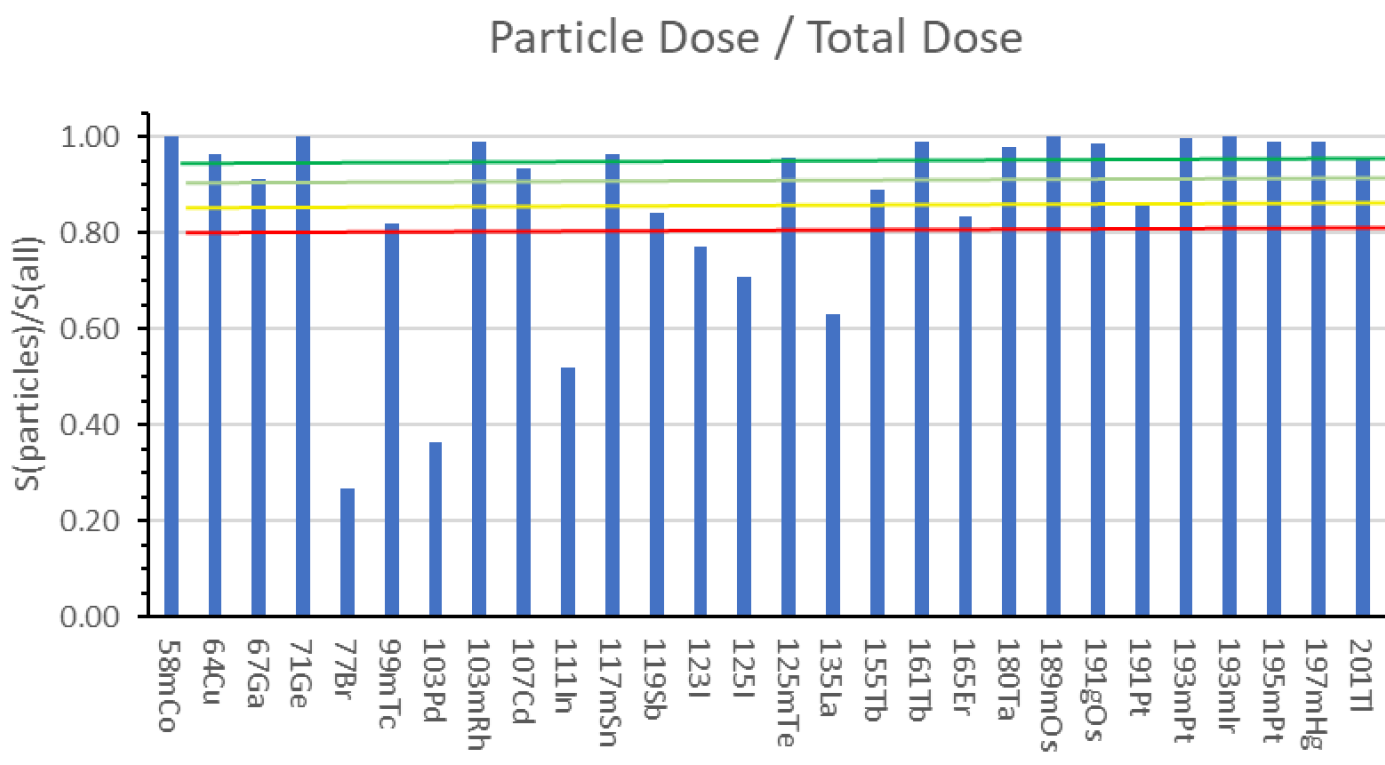 Particle Dose / Total Dose
S(particles)/S(all)
1.00
0.80
0.60
0.40
0.20
0.00
58mCo
64Cu
67Ga
71Ge
77Br
99mTc
103Pd
103mRh
107Cd
111In
117mSn
119Sb
123I
125I
125mTe
135La
155Tb
161Tb
165Er
180Ta
189mOs
191gOs
191Pt
193mPt
193mIr
195mPt
197mHg
201Tl